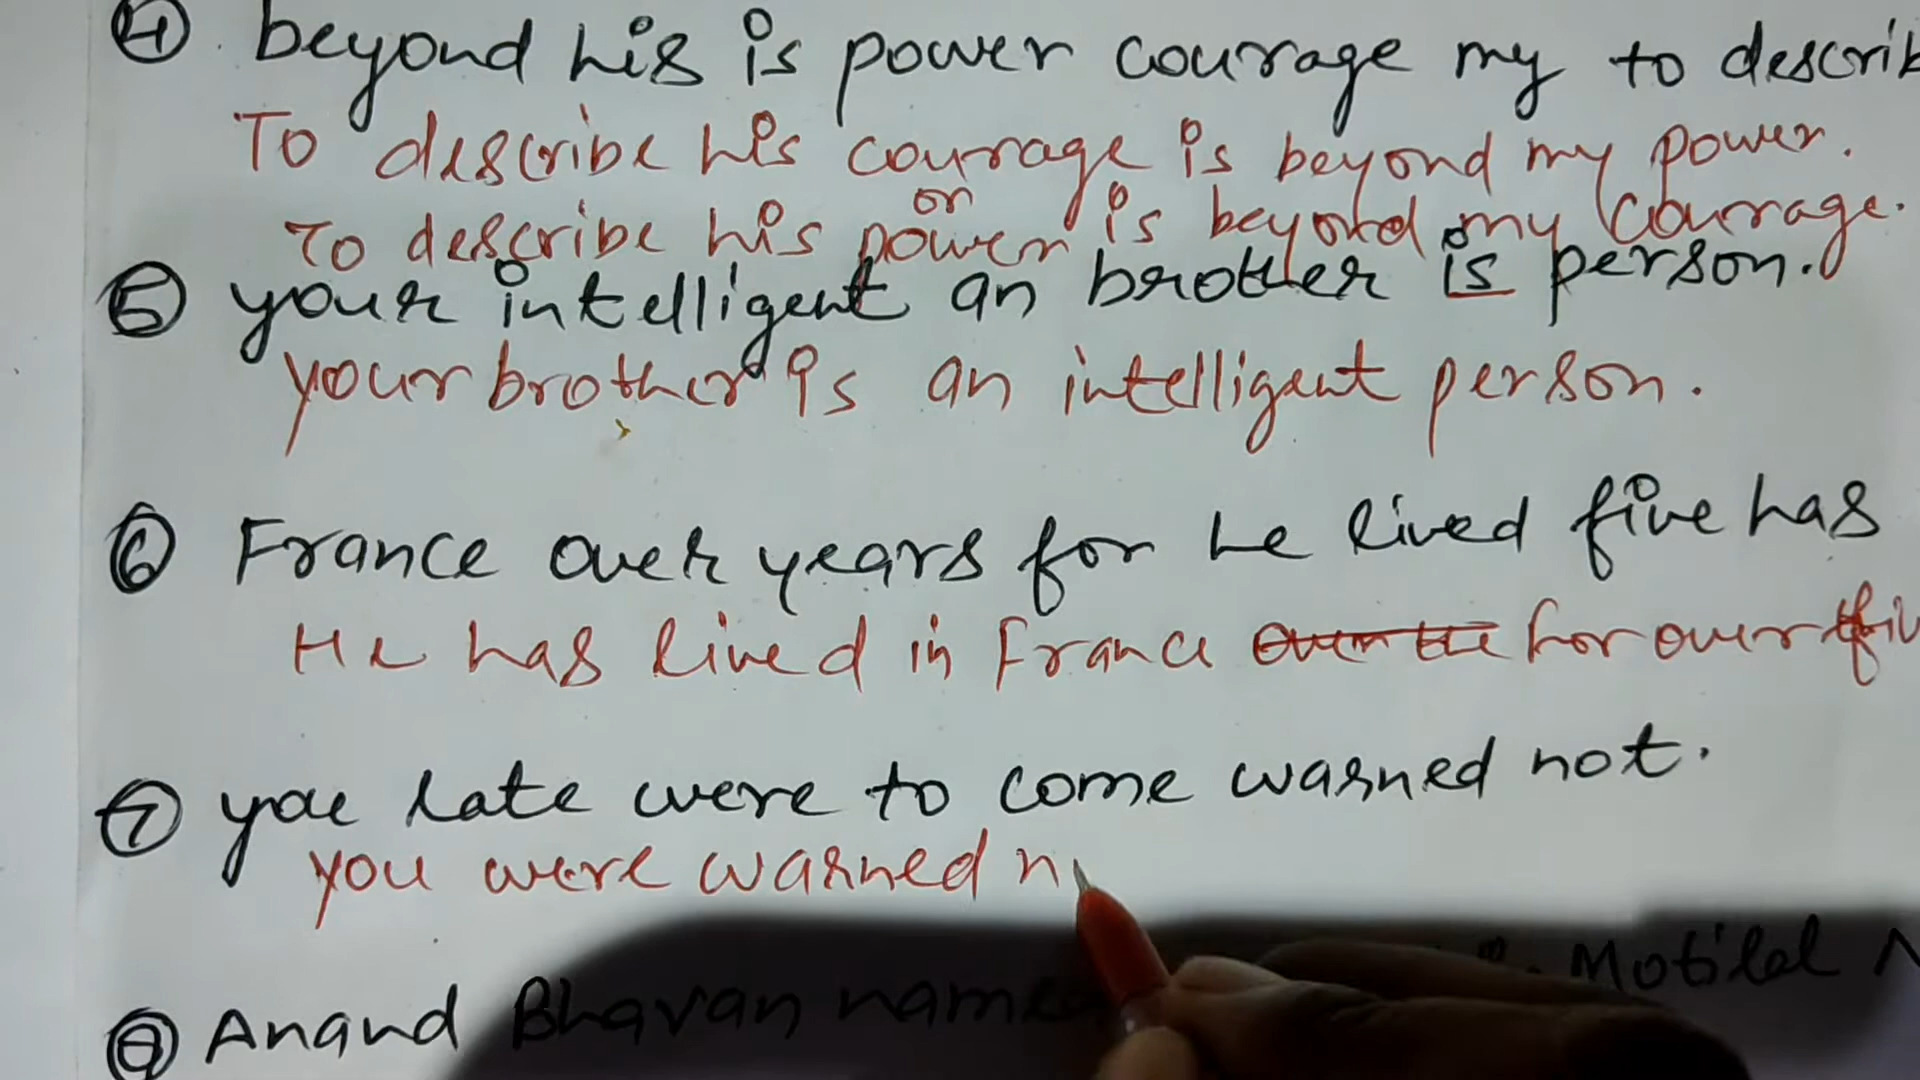 ④ beyond his is power courage my to describ
To describe his courage is beyond my power.
or
To describe his power is beyond my courage.
⑤ your intelligent an brother is person.
your brother is an intelligent person.
⑥ France over years for he lived five has
He has lived in France for over fiv
⑦ you late were to come warned not.
you were warned n
Anand Bhavan name Motilal N